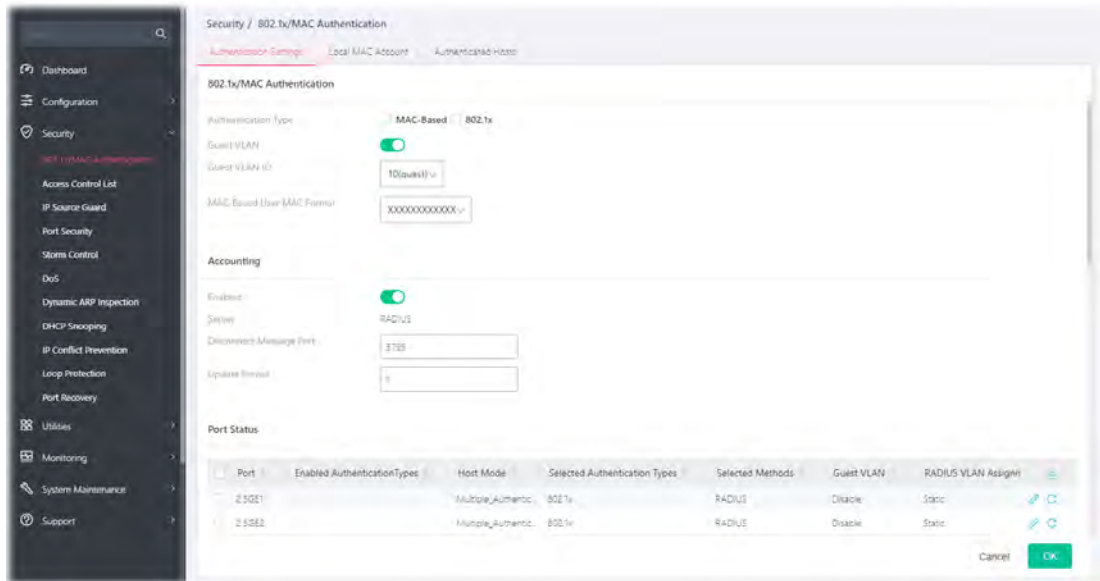 Security / 802.1x/MAC Authentication
Authentication Settings Local MAC Account Authenticated Hosts
Dashboard
Configuration
Security
802.1x/MAC Authentication
Access Control List
IP Source Guard
Port Security
Storm Control
DoS
Dynamic ARP Inspection
DHCP Snooping
IP Conflict Prevention
Loop Protection
Port Recovery
Utilities
Monitoring
System Maintenance
Support
802.1x/MAC Authentication
Authentication Type MAC-Based 802.1x
Guest VLAN
Guest VLAN ID 10(guest)
MAC-Based User MAC Format XXXXXXXXXXXX
Accounting
Enabled
Server RADIUS
Disconnect Message Port 3799
Update Period
Port Status
Port Enabled AuthenticationTypes Host Mode Selected Authentication Types Selected Methods Guest VLAN RADIUS VLAN Assignm
2.5GE1 Multiple_Authentic... 802.1x RADIUS Disable Static
2.5GE2 Multiple_Authentic... 802.1x RADIUS Disable Static
Cancel OK